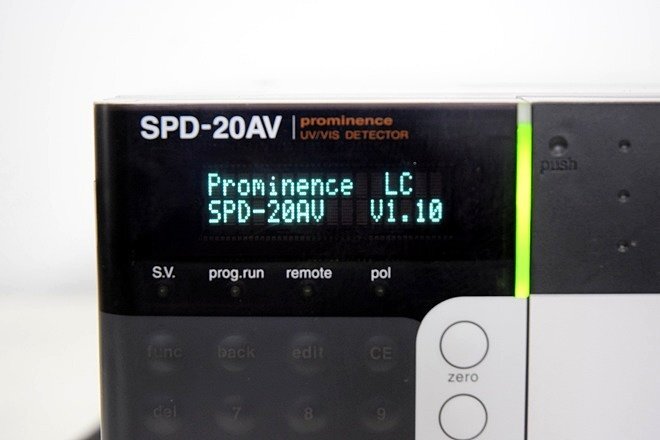 SPD-20AV | prominence
UV/VIS DETECTOR
push
Prominence LC
SPD-20AV V1.10
S.V. prog.run remote pol
func back edit CE
zero
del 7 8 9